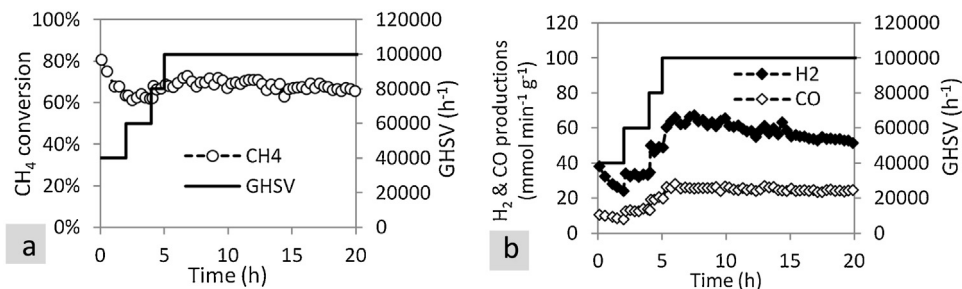 100%
80%
60%
40%
20%
0%
CH₄ conversion
120000
100000
80000
60000
40000
20000
0
GHSV (h⁻¹)
CH4
GHSV
0 5 10 15 20
Time (h)
a
120
100
80
60
40
20
0
H₂ & CO productions
(mmol min⁻¹ g⁻¹)
120000
100000
80000
60000
40000
20000
0
GHSV (h⁻¹)
H2
CO
0 5 10 15 20
Time (h)
b